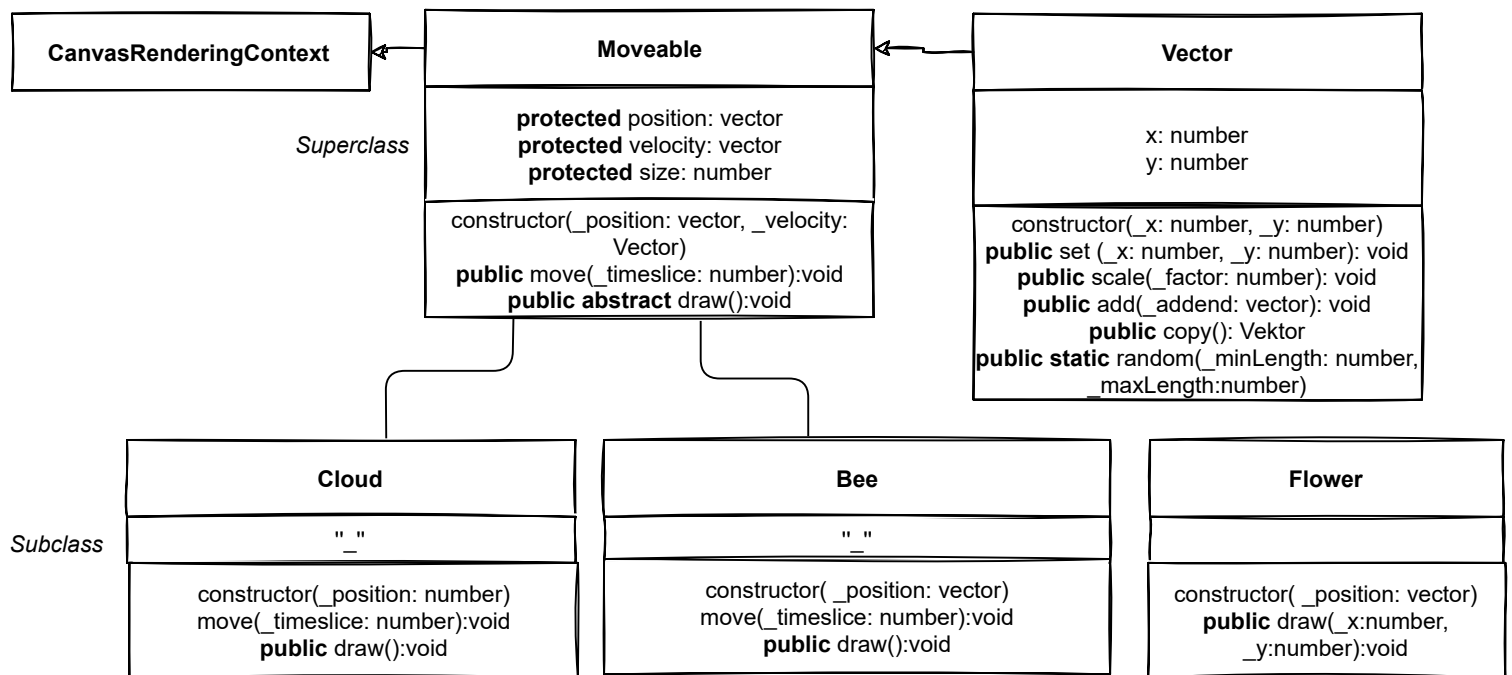 CanvasRenderingContext
Moveable
Vector
Superclass
protected position: vector
protected velocity: vector
protected size: number
x: number
y: number
constructor(_position: vector, _velocity:
Vector)
public move(_timeslice: number):void
public abstract draw():void
constructor(_x: number, _y: number)
public set (_x: number, _y: number): void
public scale(_factor: number): void
public add(_addend: vector): void
public copy(): Vektor
public static random(_minLength: number,
_maxLength:number)
Subclass
Cloud
"_"
constructor(_position: number)
move(_timeslice: number):void
public draw():void
Bee
"_"
constructor( _position: vector)
move(_timeslice: number):void
public draw():void
Flower
constructor( _position: vector)
public draw(_x:number,
_y:number):void